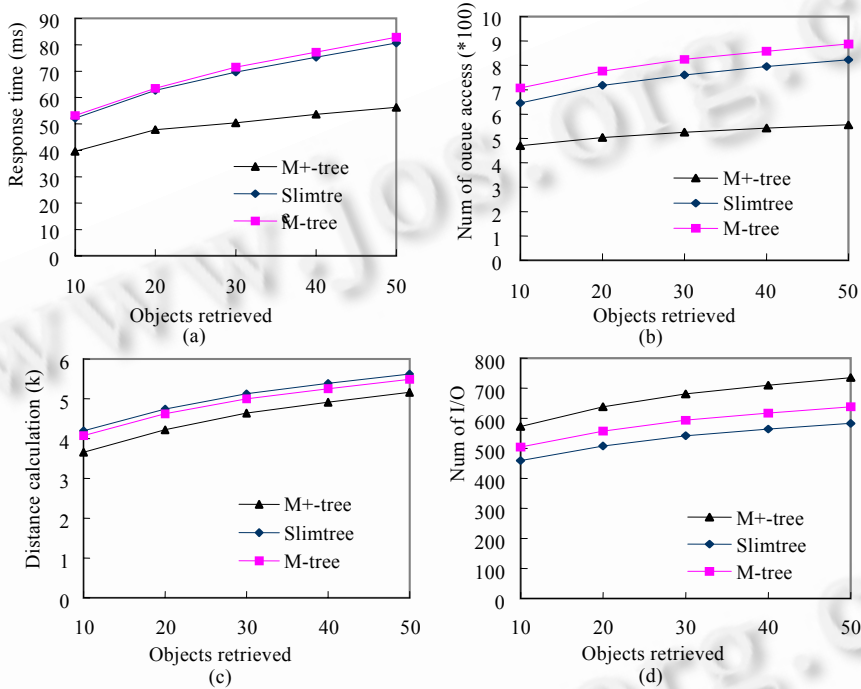 90
80
70
60
50
40
30
20
10
0
Response time (ms)
M+-tree
Slimtre
e
M-tree
10 20 30 40 50
Objects retrieved
(a)
10
9
8
7
6
5
4
3
2
1
0
Num of oueue access (*100)
M+-tree
Slimtree
M-tree
10 20 30 40 50
Objects retrieved
(b)
6
5
4
3
2
1
0
Distance calculation (k)
M+-tree
Slimtree
M-tree
10 20 30 40 50
Objects retrieved
(c)
800
700
600
500
400
300
200
100
0
Num of I/O
M+-tree
Slimtree
M-tree
10 20 30 40 50
Objects retrieved
(d)
www.jos.org.c